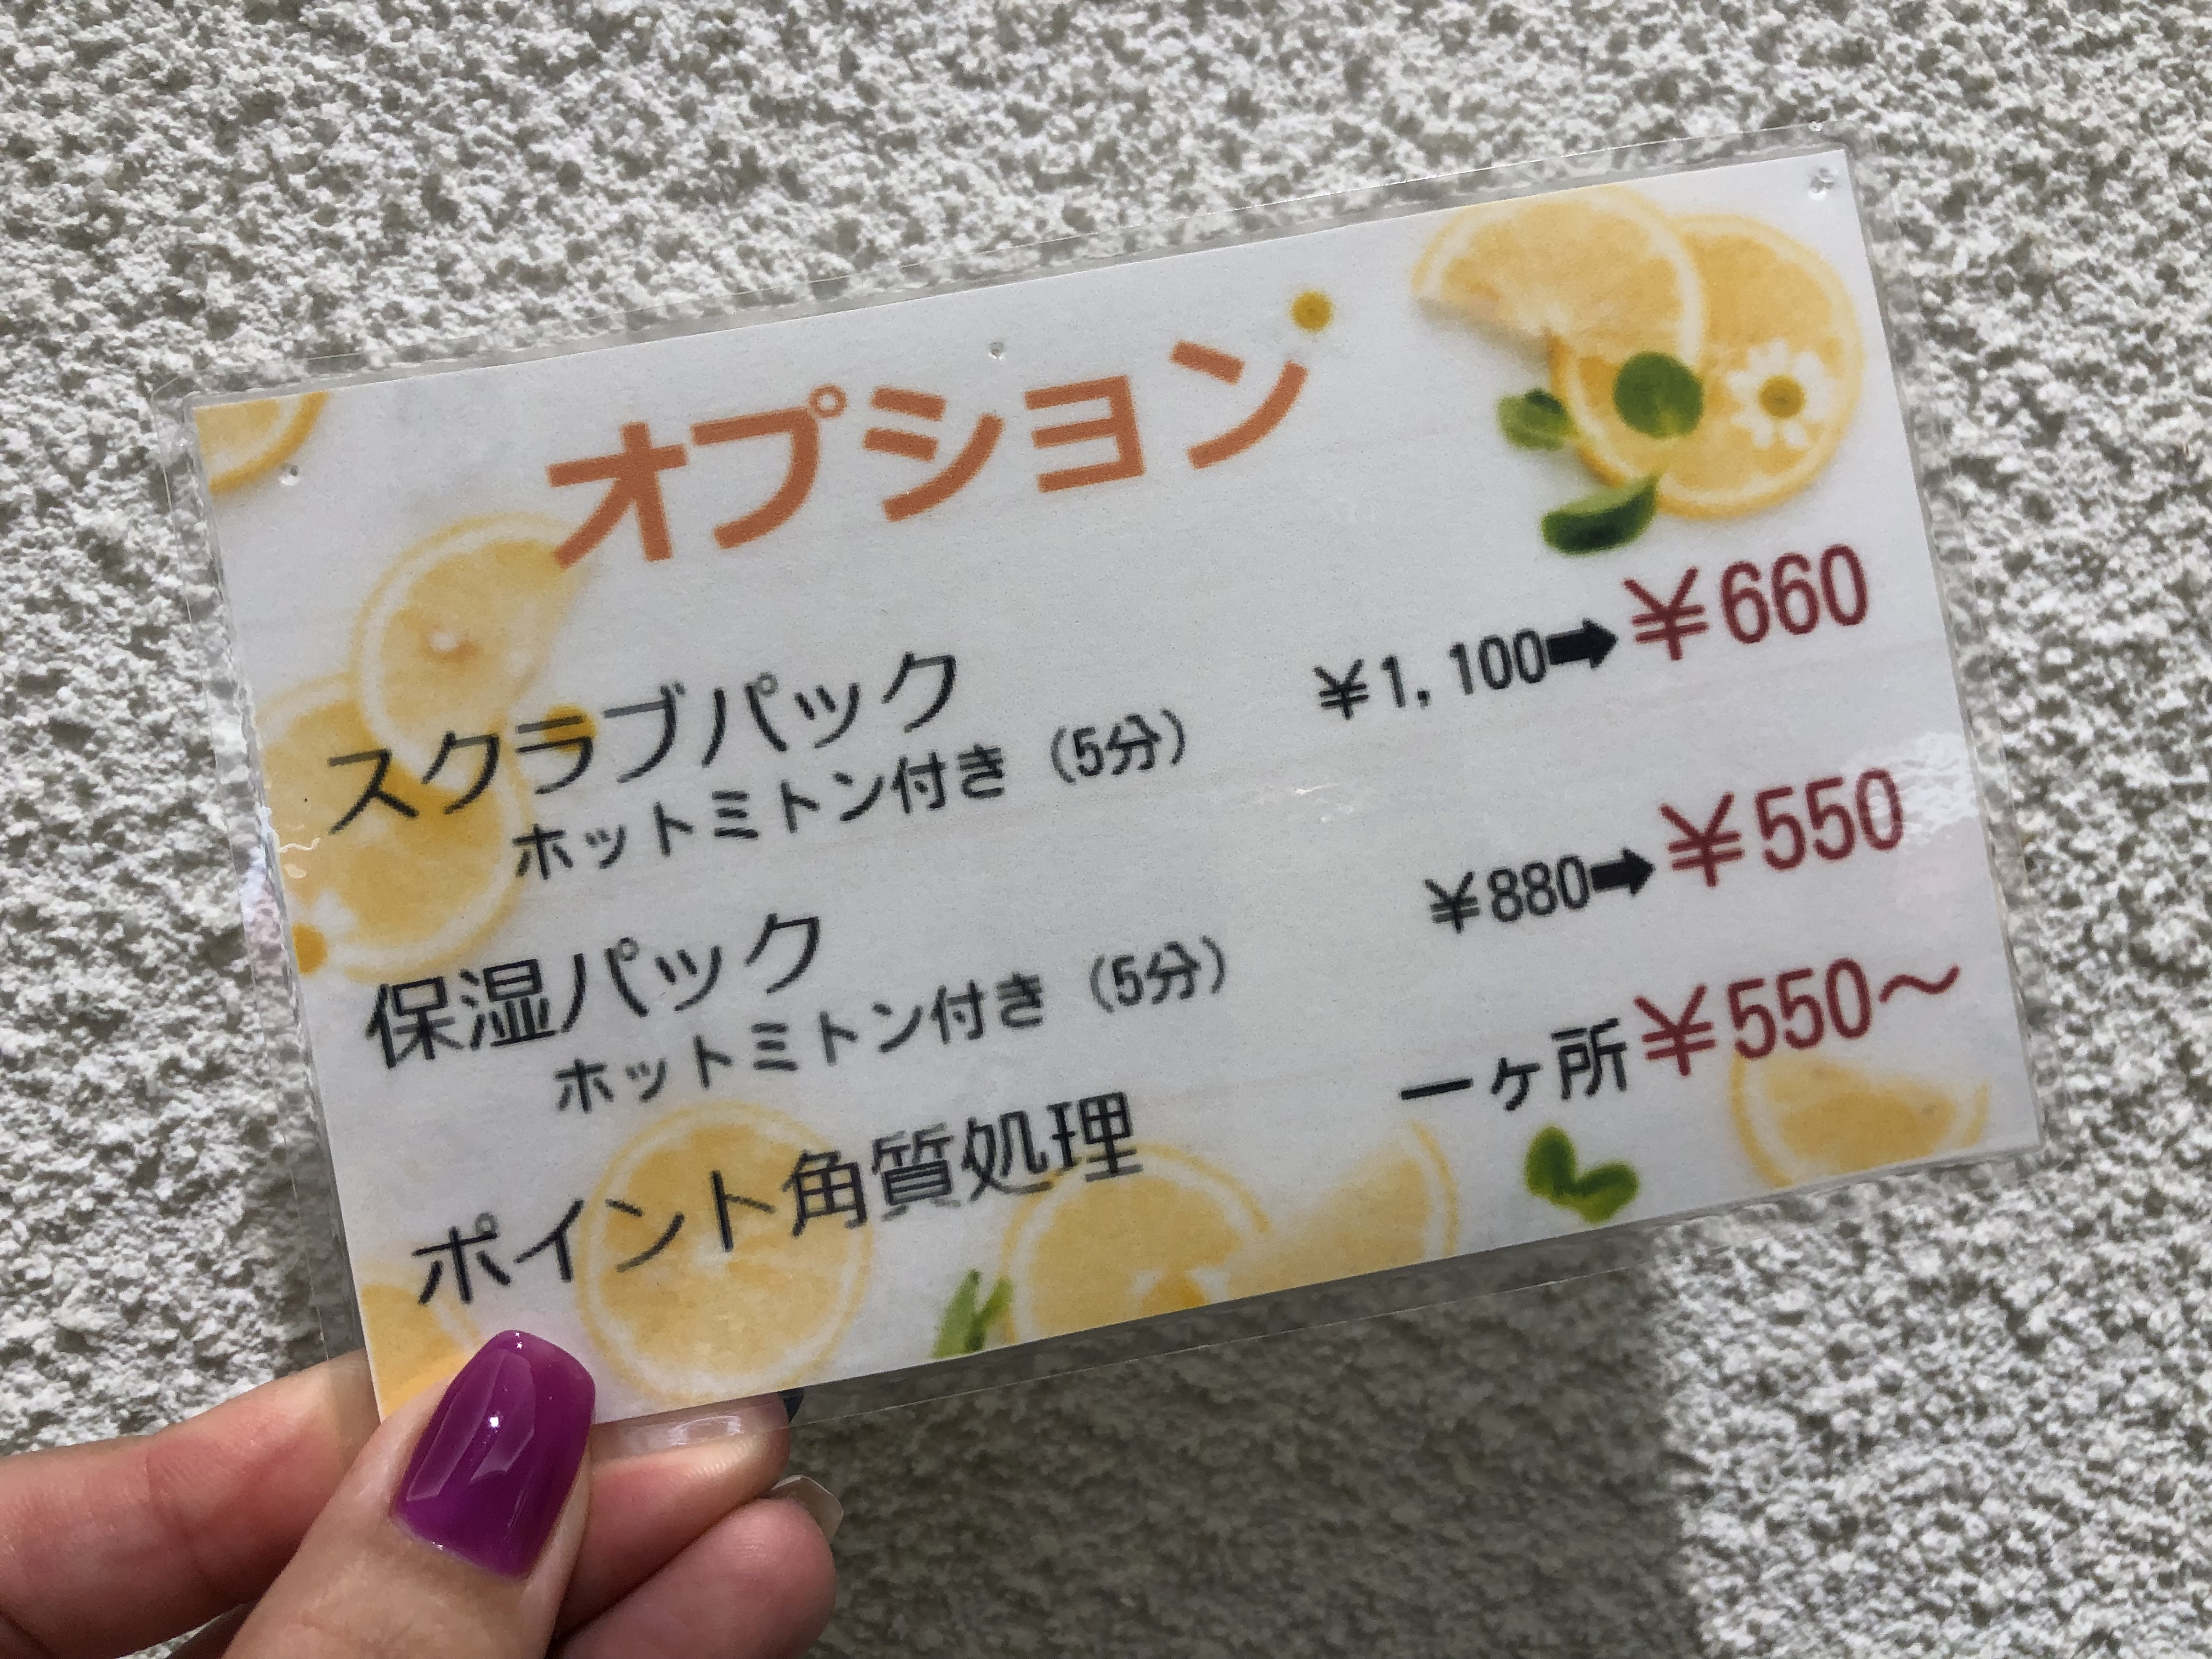 オプション
スクラブパック ¥1,100➡¥660
ホットミトン付き（5分）
保湿パック ¥880➡¥550
ホットミトン付き（5分）
ポイント角質処理 一ヶ所¥550～